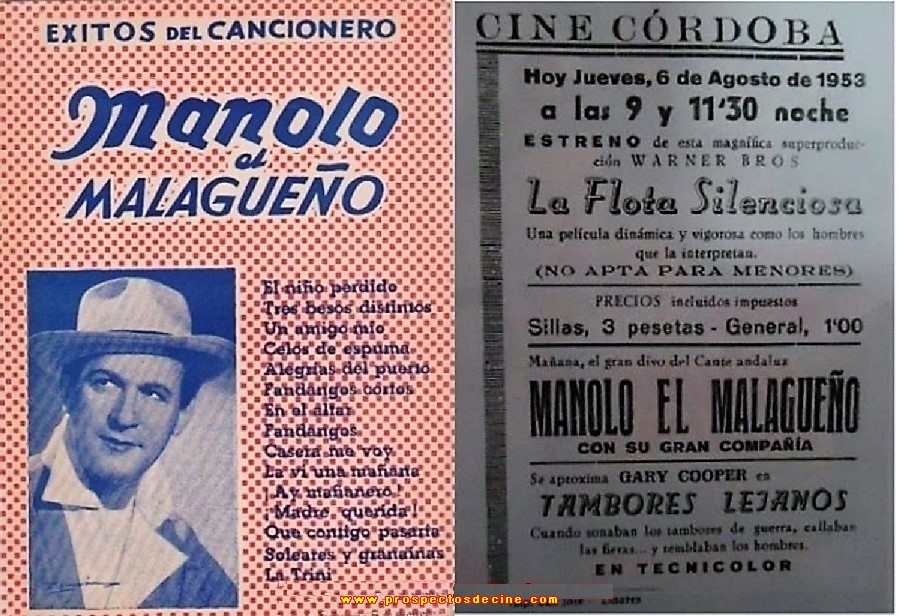 EXITOS DEL CANCIONERO
Manolo
el
MALAGUEÑO
El niño perdido
Tres besos distintos
Un amigo mio
Celos de espuma
Alegrías del puerto
Fandangos cortos
En el altar
Fandangos
Casera me voy
La vi una mañana
¡Ay, mañanero!
¡Madre, querida!
Que contigo pasaría
Soleares y granaínas
La Trini
CINE CÓRDOBA
Hoy Jueves, 6 de Agosto de 1953
a las 9 y 11'30 noche
ESTRENO de esta magnífica superproduc-
ción WARNER BROS
La Flota Silenciosa
Una película dinámica y vigorosa como los hombres
que la interpretan.
(NO APTA PARA MENORES)
PRECIOS incluidos impuestos
Sillas, 3 pesetas - General, 1'00
Mañana, el gran divo del Cante andaluz
MANOLO EL MALAGUEÑO
CON SU GRAN COMPAÑÍA
Se aproxima GARY COOPER en
TAMBORES LEJANOS
Cuando sonaban los tambores de guerra, callaban
las fieras... y temblaban los hombres.
EN TECNICOLOR
Linares
www.prospectosdecine.com